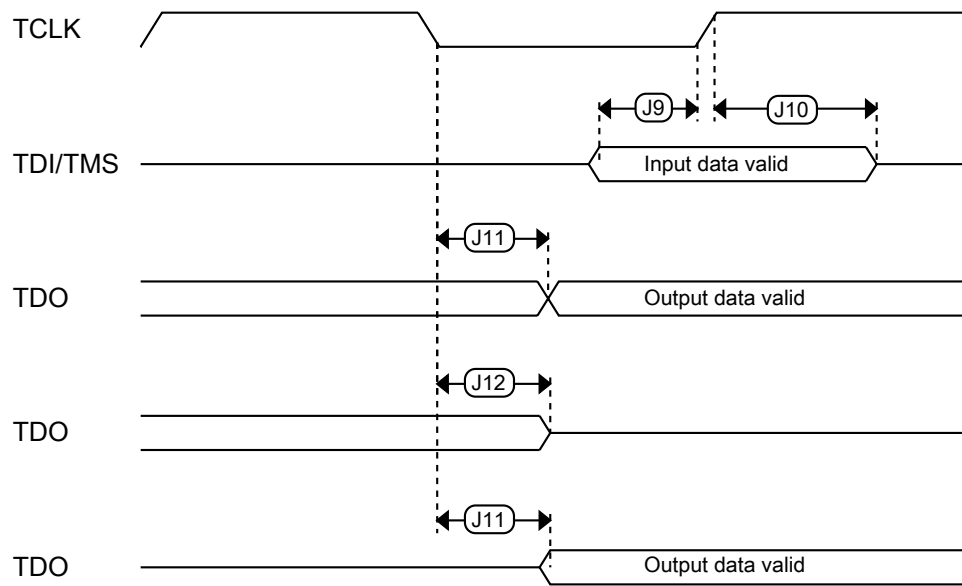 TCLK
J9
J10
TDI/TMS
Input data valid
J11
TDO
Output data valid
J12
TDO
J11
TDO
Output data valid